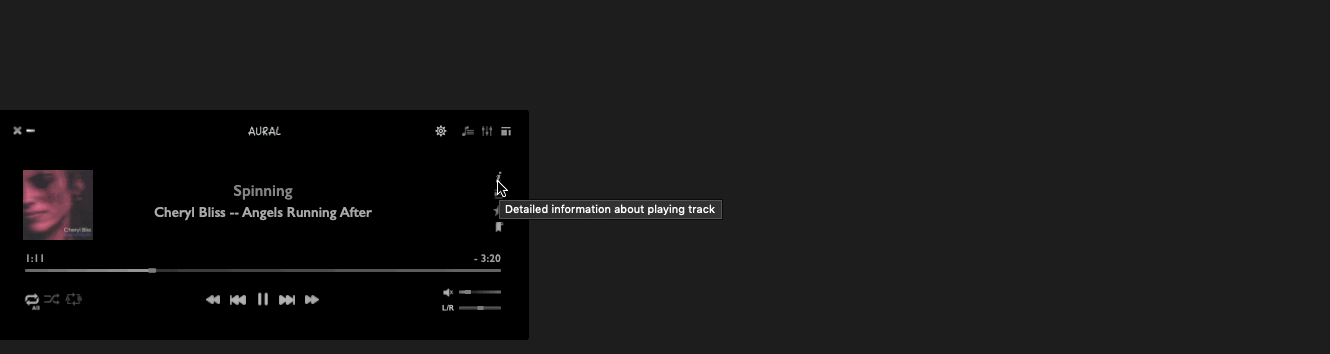 AURAL
Spinning
Cheryl Bliss -- Angels Running After
Cheryl Bliss
Detailed information about playing track
1:11
- 3:20
All
L/R